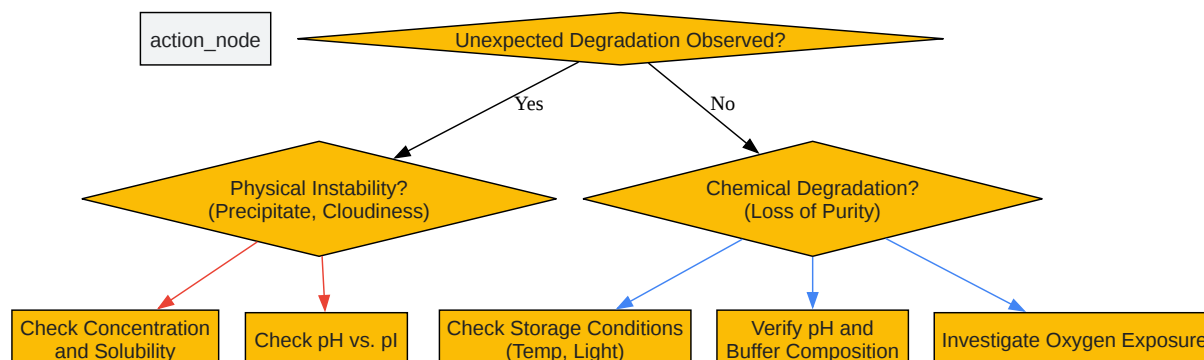 action_node
Unexpected Degradation Observed?
Yes
No
Physical Instability?
(Precipitate, Cloudiness)
Chemical Degradation?
(Loss of Purity)
Check Concentration
and Solubility
Check pH vs. pI
Check Storage Conditions
(Temp, Light)
Verify pH and
Buffer Composition
Investigate Oxygen Exposure